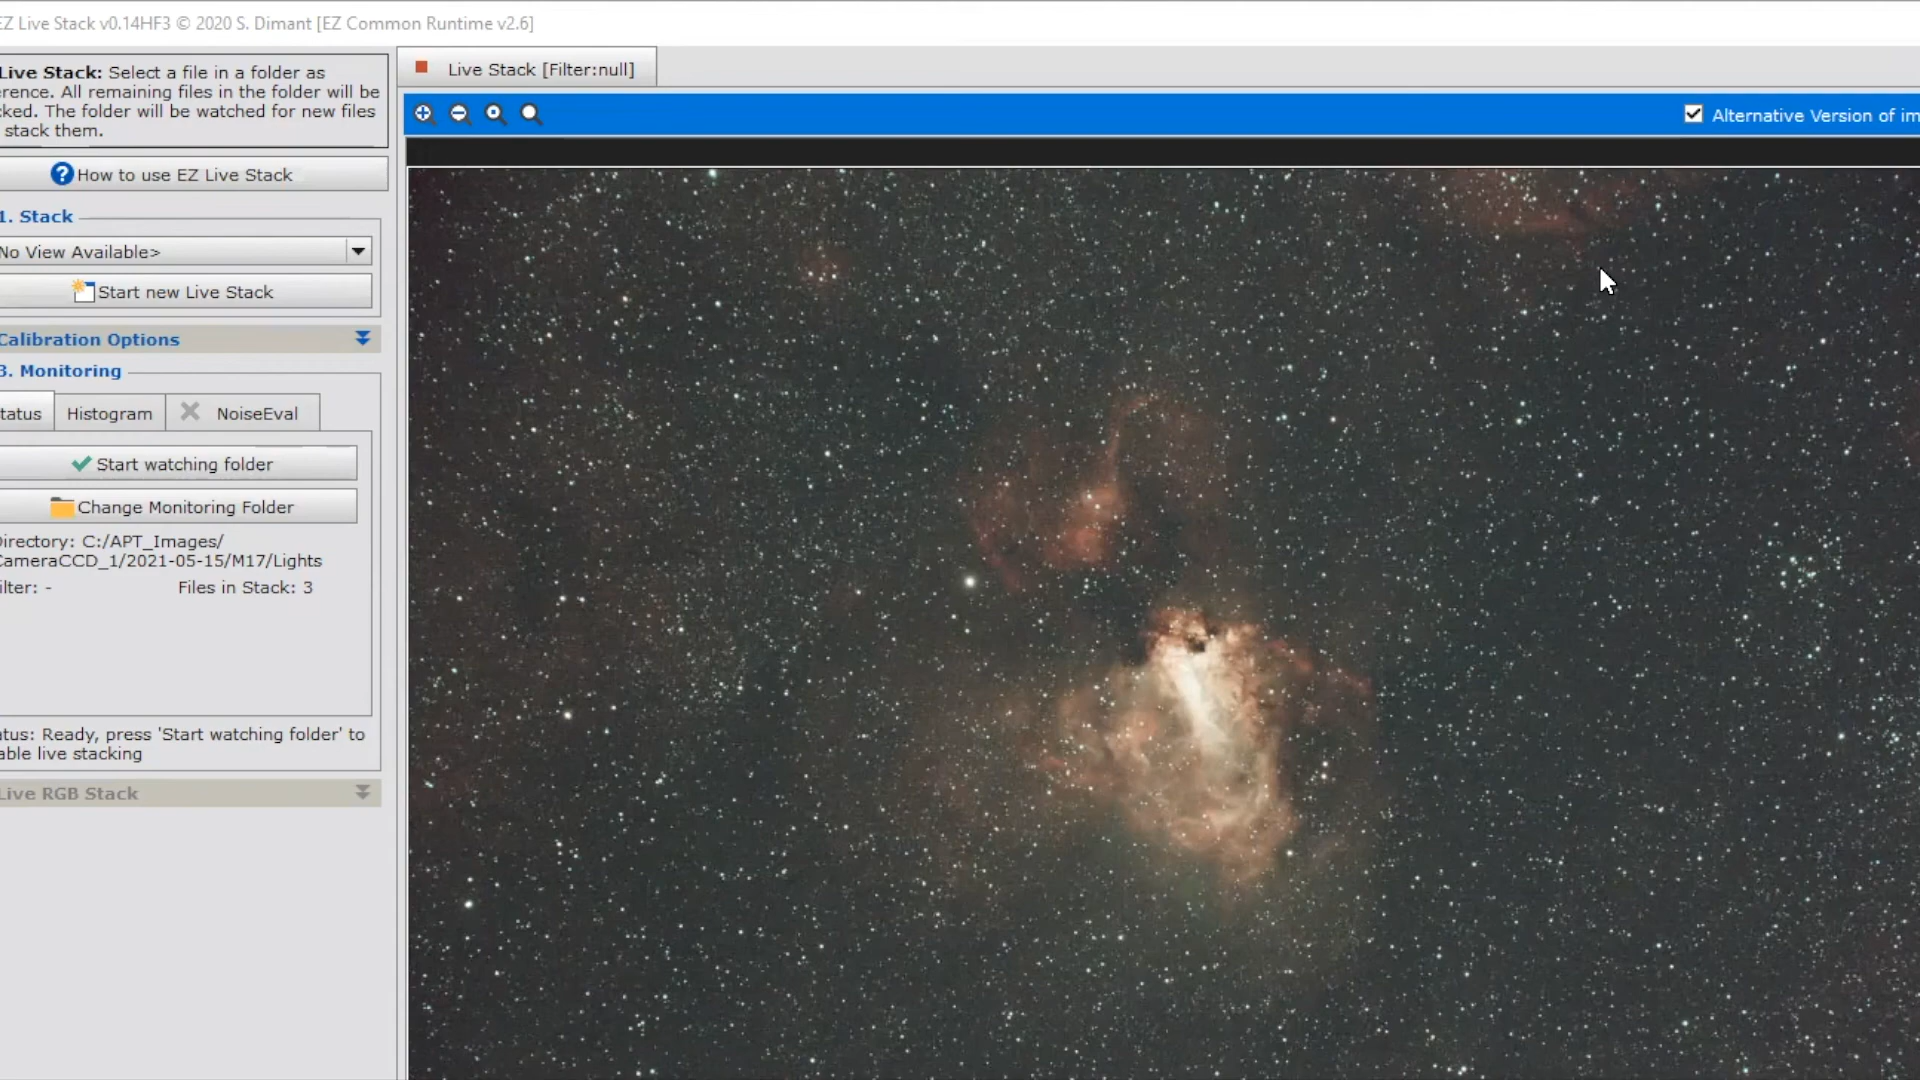 EZ Live Stack v0.14HF3 © 2020 S. Dimant [EZ Common Runtime v2.6]
Live Stack: Select a file in a folder as
erence. All remaining files in the folder will be
cked. The folder will be watched for new files
stack them.
How to use EZ Live Stack
1. Stack
No View Available>
Start new Live Stack
Calibration Options
3. Monitoring
tatus
Histogram
NoiseEval
Start watching folder
Change Monitoring Folder
Directory: C:/APT_Images/
CameraCCD_1/2021-05-15/M17/Lights
ilter: -
Files in Stack: 3
atus: Ready, press 'Start watching folder' to
able live stacking
Live RGB Stack
Live Stack [Filter:null]
Alternative Version of im